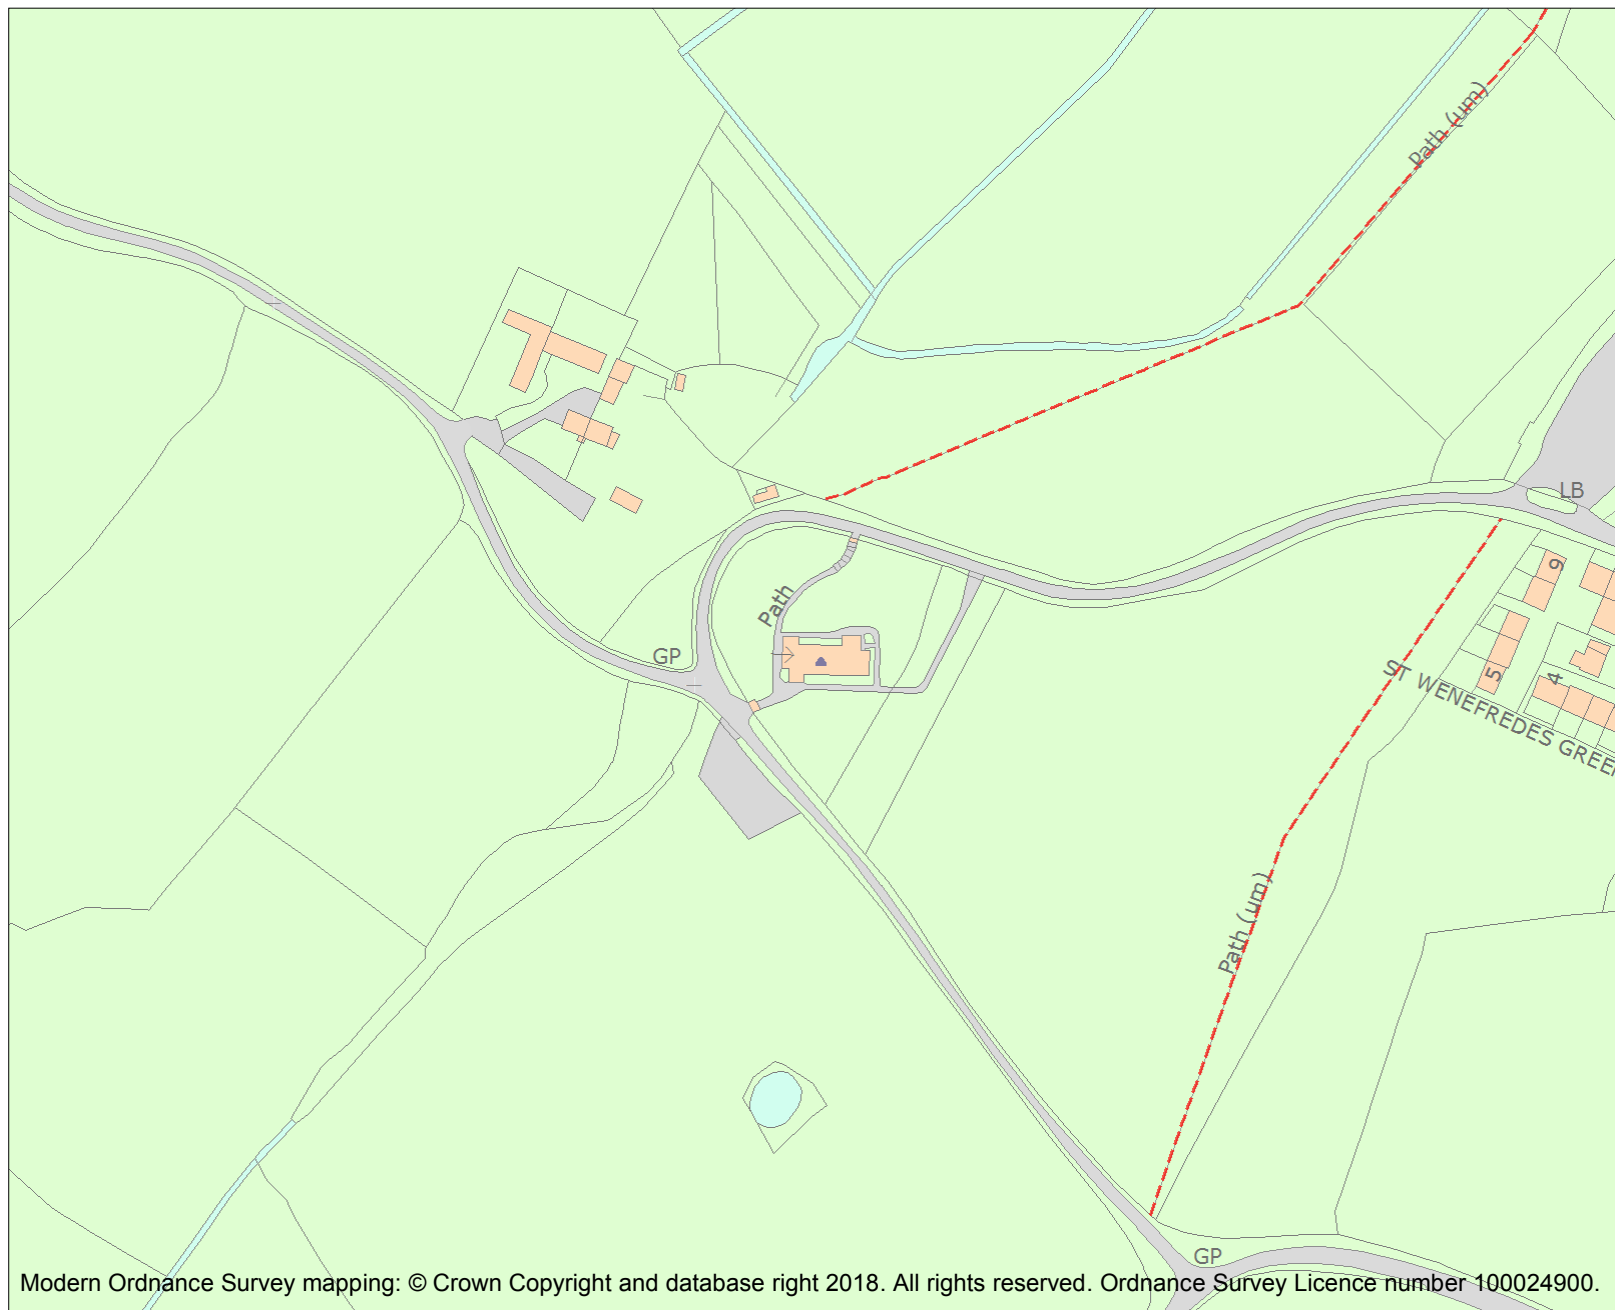 Path (um)
LB
9
Path
GP
5
4
ST WENEFREDES GREEN
Path (um)
GP
Modern Ordnance Survey mapping: © Crown Copyright and database right 2018. All rights reserved. Ordnance Survey Licence number 100024900.